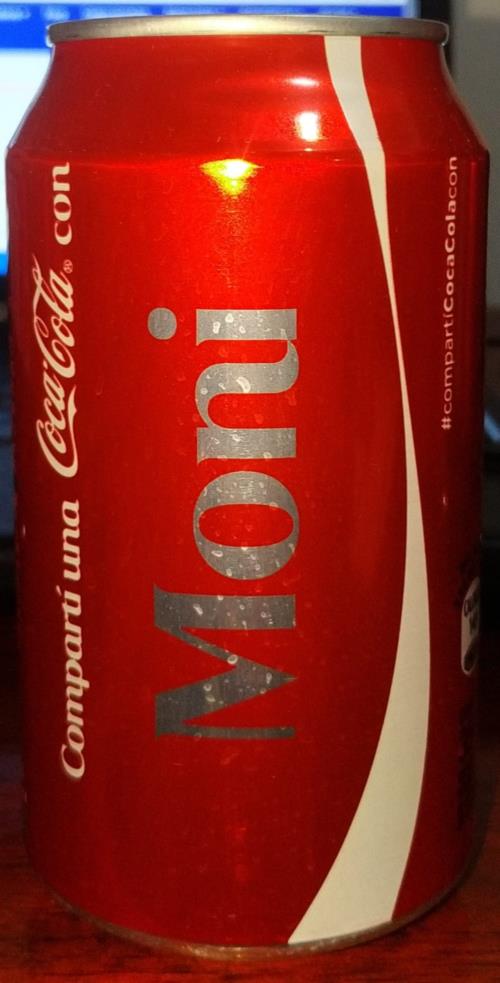 Compartí una Coca-Cola® con
Moni
#compartíCocaColacon